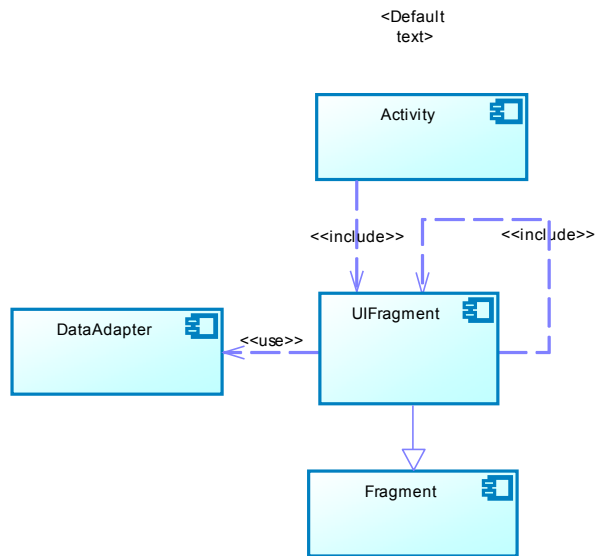 <Default
text>
Activity
<<include>>
<<include>>
UIFragment
DataAdapter
<<use>>
Fragment